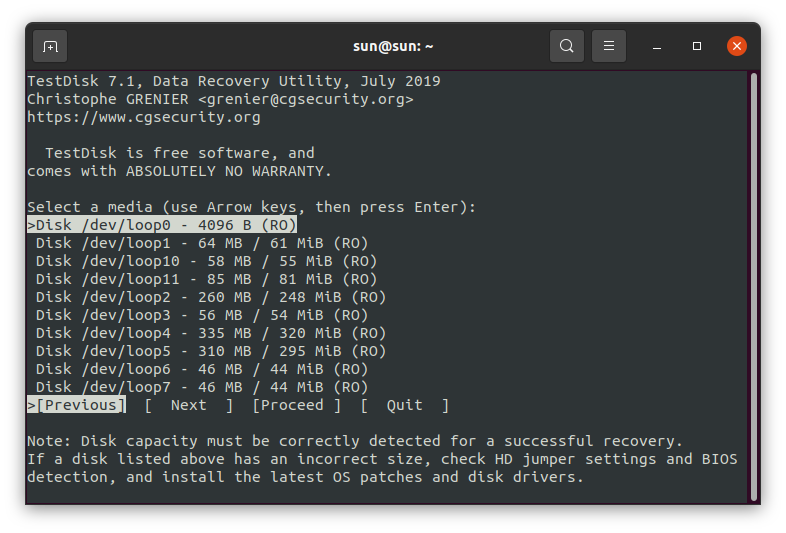 sun@sun: ~
TestDisk 7.1, Data Recovery Utility, July 2019
Christophe GRENIER <grenier@cgsecurity.org>
https://www.cgsecurity.org
TestDisk is free software, and
comes with ABSOLUTELY NO WARRANTY.
Select a media (use Arrow keys, then press Enter):
>Disk /dev/loop0 - 4096 B (RO)
Disk /dev/loop1 - 64 MB / 61 MiB (RO)
Disk /dev/loop10 - 58 MB / 55 MiB (RO)
Disk /dev/loop11 - 85 MB / 81 MiB (RO)
Disk /dev/loop2 - 260 MB / 248 MiB (RO)
Disk /dev/loop3 - 56 MB / 54 MiB (RO)
Disk /dev/loop4 - 335 MB / 320 MiB (RO)
Disk /dev/loop5 - 310 MB / 295 MiB (RO)
Disk /dev/loop6 - 46 MB / 44 MiB (RO)
Disk /dev/loop7 - 46 MB / 44 MiB (RO)
>[Previous]  [  Next  ]  [Proceed ]  [  Quit  ]
Note: Disk capacity must be correctly detected for a successful recovery.
If a disk listed above has an incorrect size, check HD jumper settings and BIOS
detection, and install the latest OS patches and disk drivers.